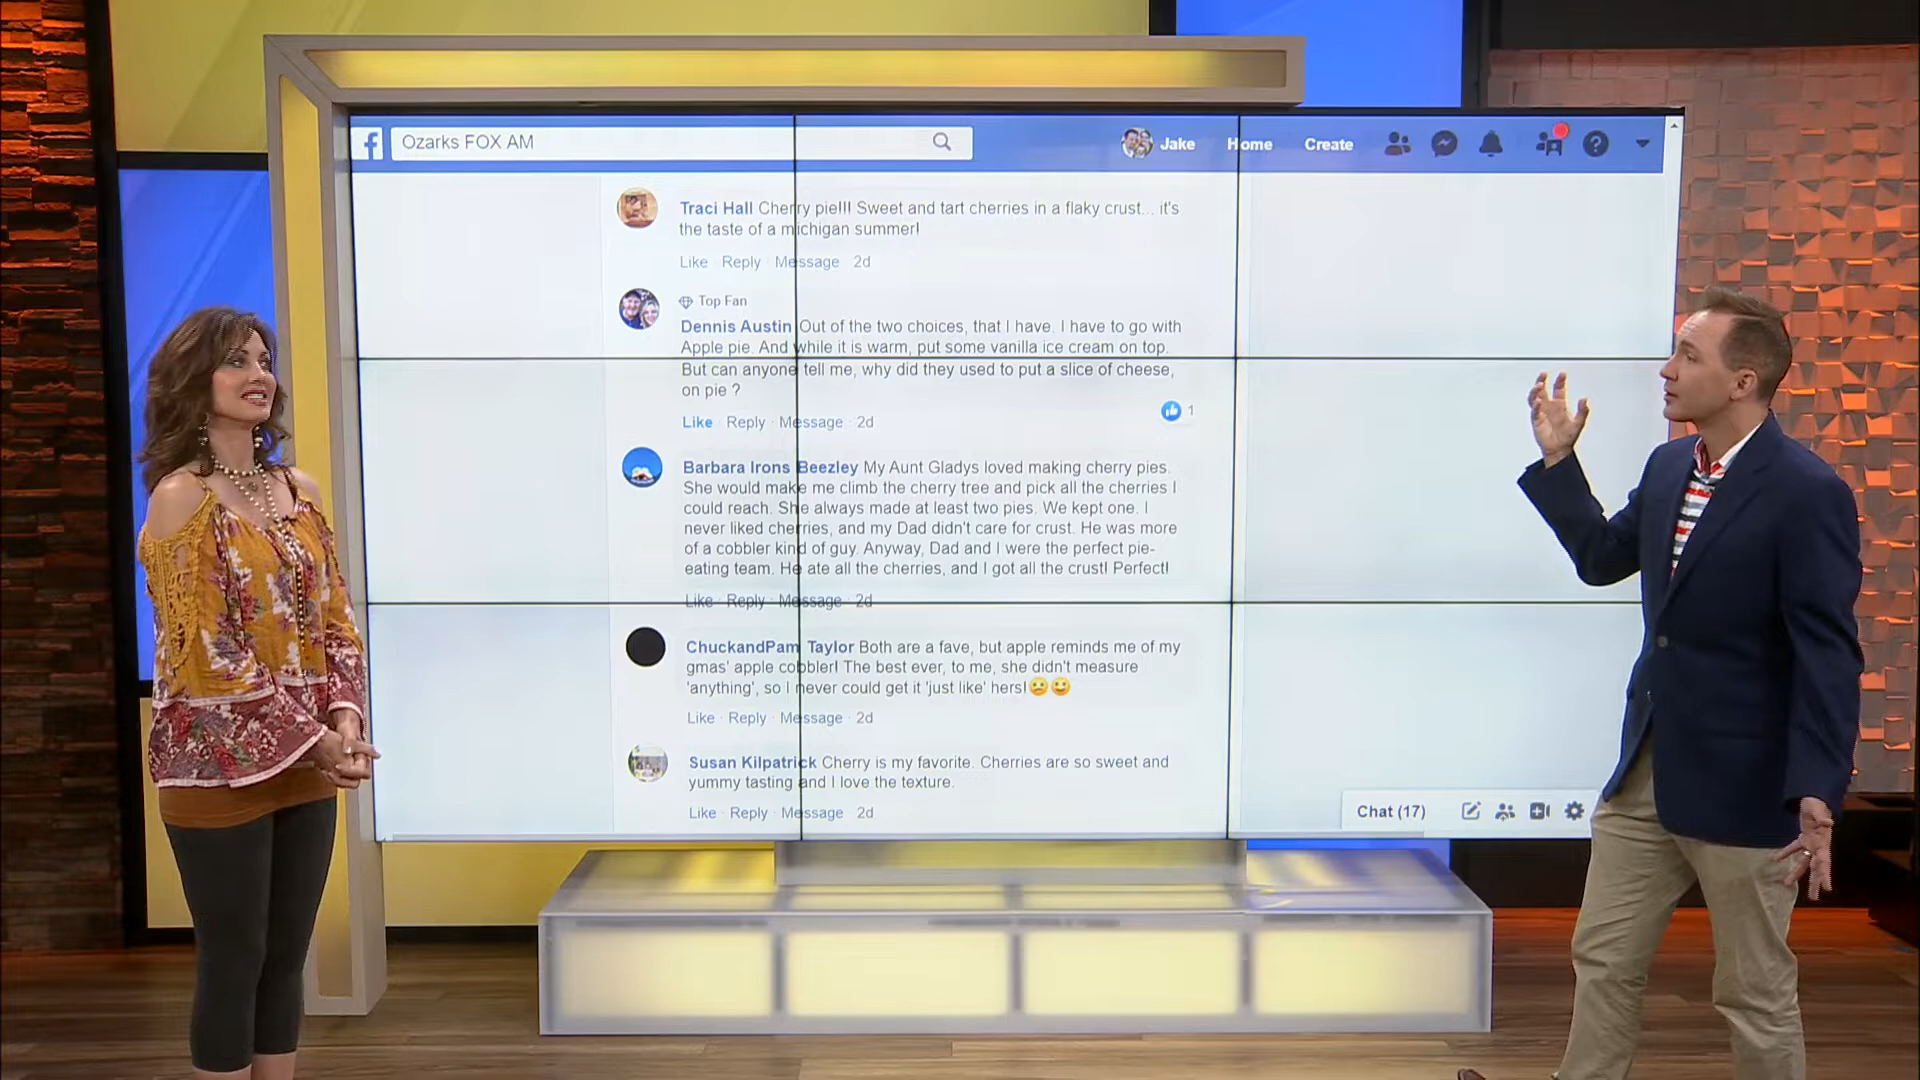 f Ozarks FOX AM Jake Home Create ?
Traci Hall Cherry pie!!! Sweet and tart cherries in a flaky crust... it's
the taste of a michigan summer!
Like · Reply · Message · 2d
Top Fan
Dennis Austin Out of the two choices, that I have. I have to go with
Apple pie. And while it is warm, put some vanilla ice cream on top.
But can anyone tell me, why did they used to put a slice of cheese,
on pie ?
1
Like · Reply · Message · 2d
Barbara Irons Beezley My Aunt Gladys loved making cherry pies.
She would make me climb the cherry tree and pick all the cherries I
could reach. She always made at least two pies. We kept one. I
never liked cherries, and my Dad didn't care for crust. He was more
of a cobbler kind of guy. Anyway, Dad and I were the perfect pie-
eating team. He ate all the cherries, and I got all the crust! Perfect!
Like · Reply · Message · 2d
ChuckandPam Taylor Both are a fave, but apple reminds me of my
gmas' apple cobbler! The best ever, to me, she didn't measure
'anything', so I never could get it 'just like' hers!😢😀
Like · Reply · Message · 2d
Susan Kilpatrick Cherry is my favorite. Cherries are so sweet and
yummy tasting and I love the texture.
Like · Reply · Message · 2d
Chat (17)